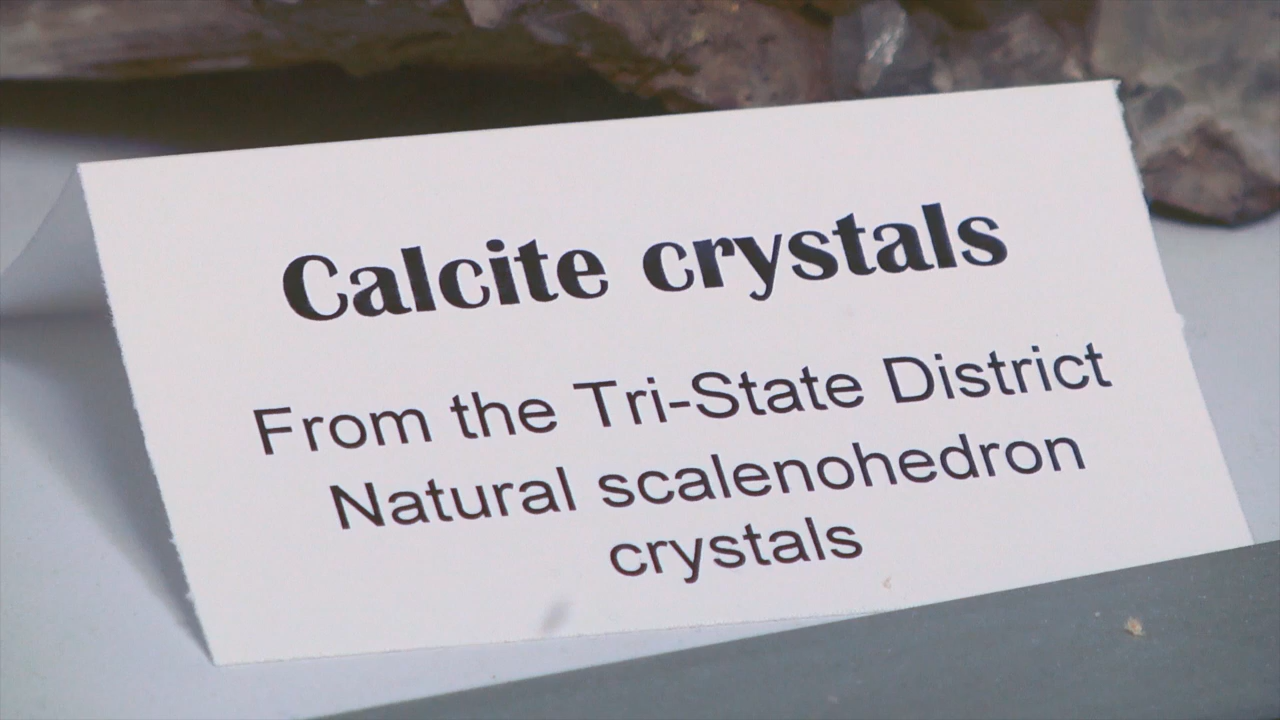 Calcite crystals
From the Tri-State District
Natural scalenohedron
crystals